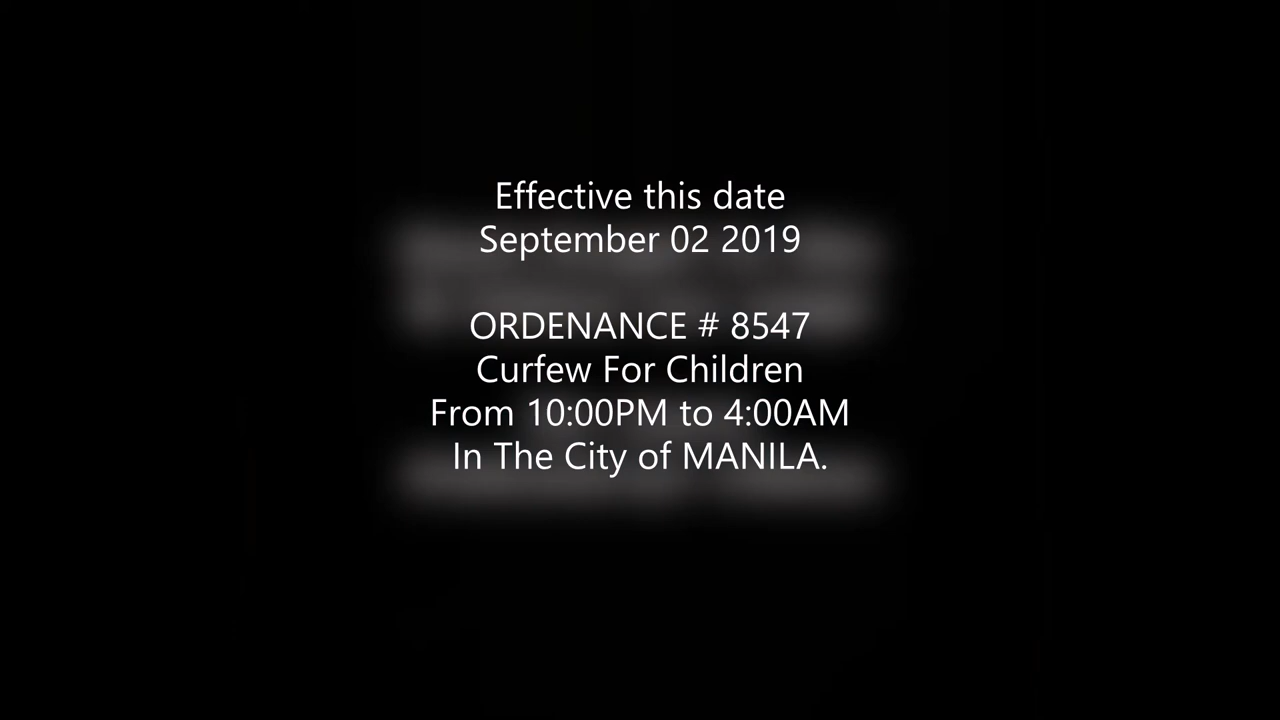 Effective this date
September 02 2019
ORDENANCE # 8547
Curfew For Children
From 10:00PM to 4:00AM
In The City of MANILA.